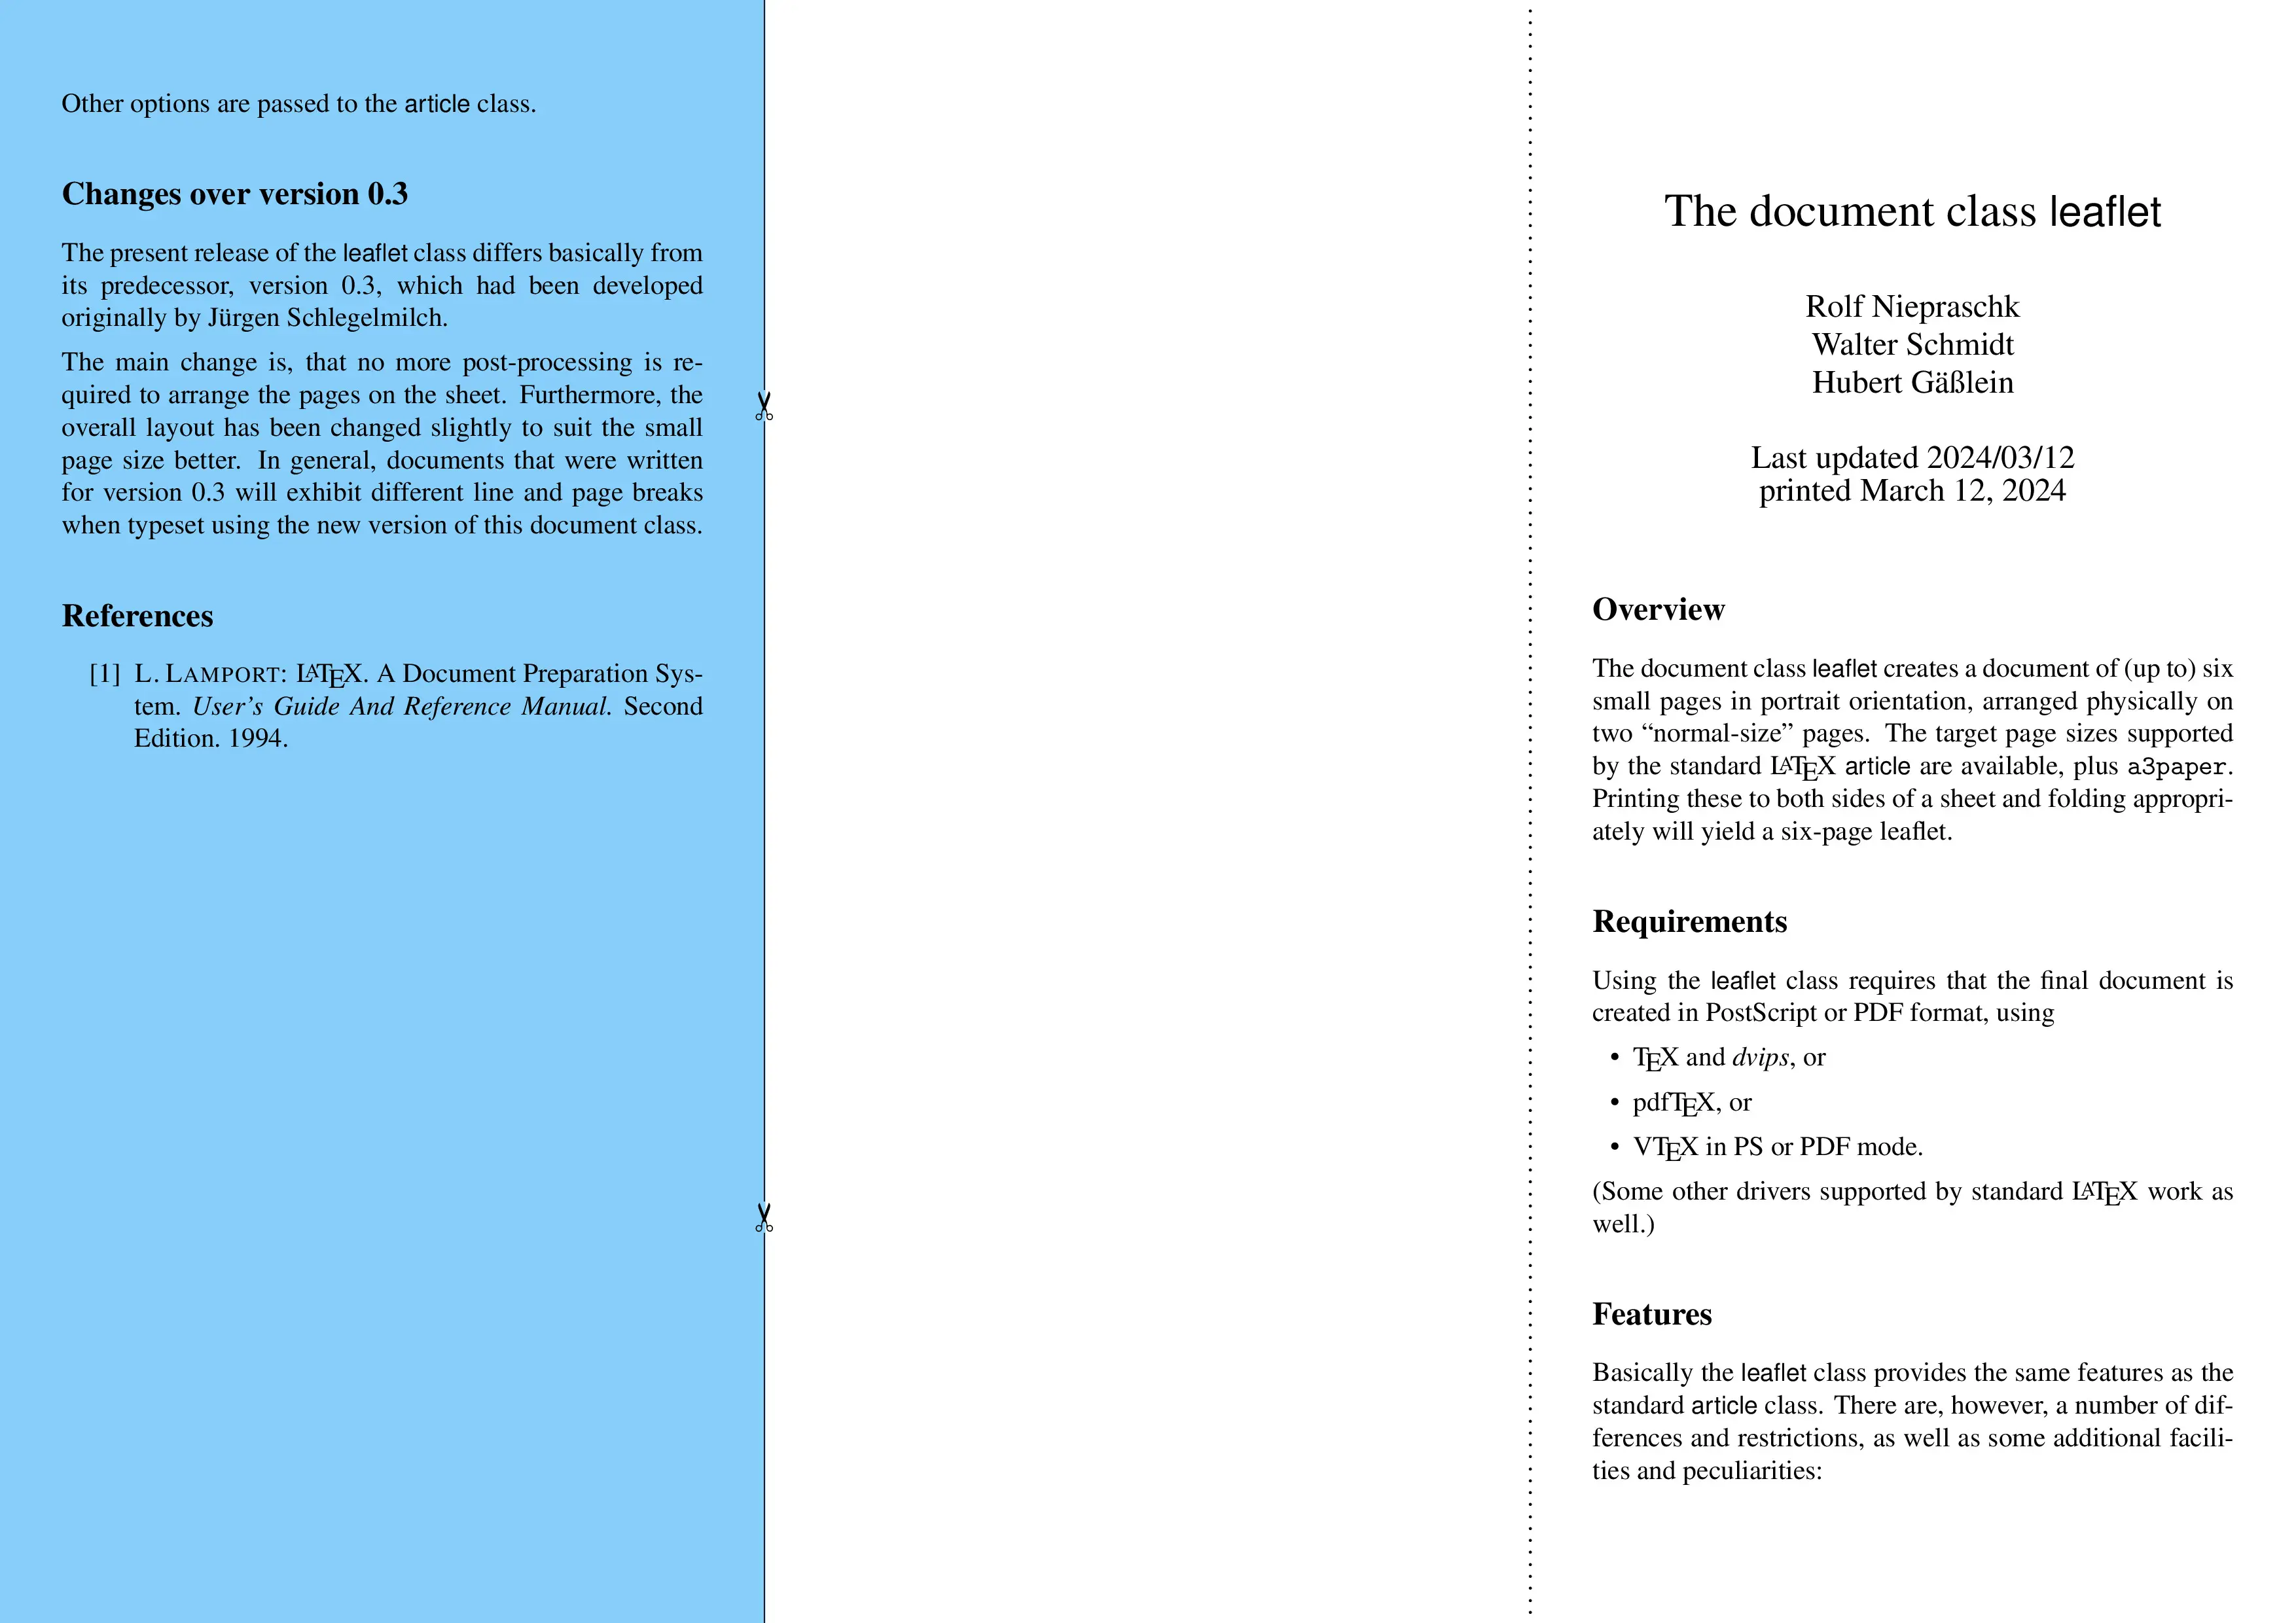 Other options are passed to the article class.
Changes over version 0.3
The present release of the leaflet class differs basically from
its predecessor, version 0.3, which had been developed
originally by Jürgen Schlegelmilch.
The main change is, that no more post-processing is re-
quired to arrange the pages on the sheet. Furthermore, the
overall layout has been changed slightly to suit the small
page size better. In general, documents that were written
for version 0.3 will exhibit different line and page breaks
when typeset using the new version of this document class.
References
[1] L. LAMPORT: LATEX. A Document Preparation Sys-
tem. User’s Guide And Reference Manual. Second
Edition. 1994.
The document class leaflet
Rolf Niepraschk
Walter Schmidt
Hubert Gäßlein
Last updated 2024/03/12
printed March 12, 2024
Overview
The document class leaflet creates a document of (up to) six
small pages in portrait orientation, arranged physically on
two “normal-size” pages. The target page sizes supported
by the standard LATEX article are available, plus a3paper.
Printing these to both sides of a sheet and folding appropri-
ately will yield a six-page leaflet.
Requirements
Using the leaflet class requires that the final document is
created in PostScript or PDF format, using
• TEX and dvips, or
• pdfTEX, or
• VTEX in PS or PDF mode.
(Some other drivers supported by standard LATEX work as
well.)
Features
Basically the leaflet class provides the same features as the
standard article class. There are, however, a number of dif-
ferences and restrictions, as well as some additional facili-
ties and peculiarities: